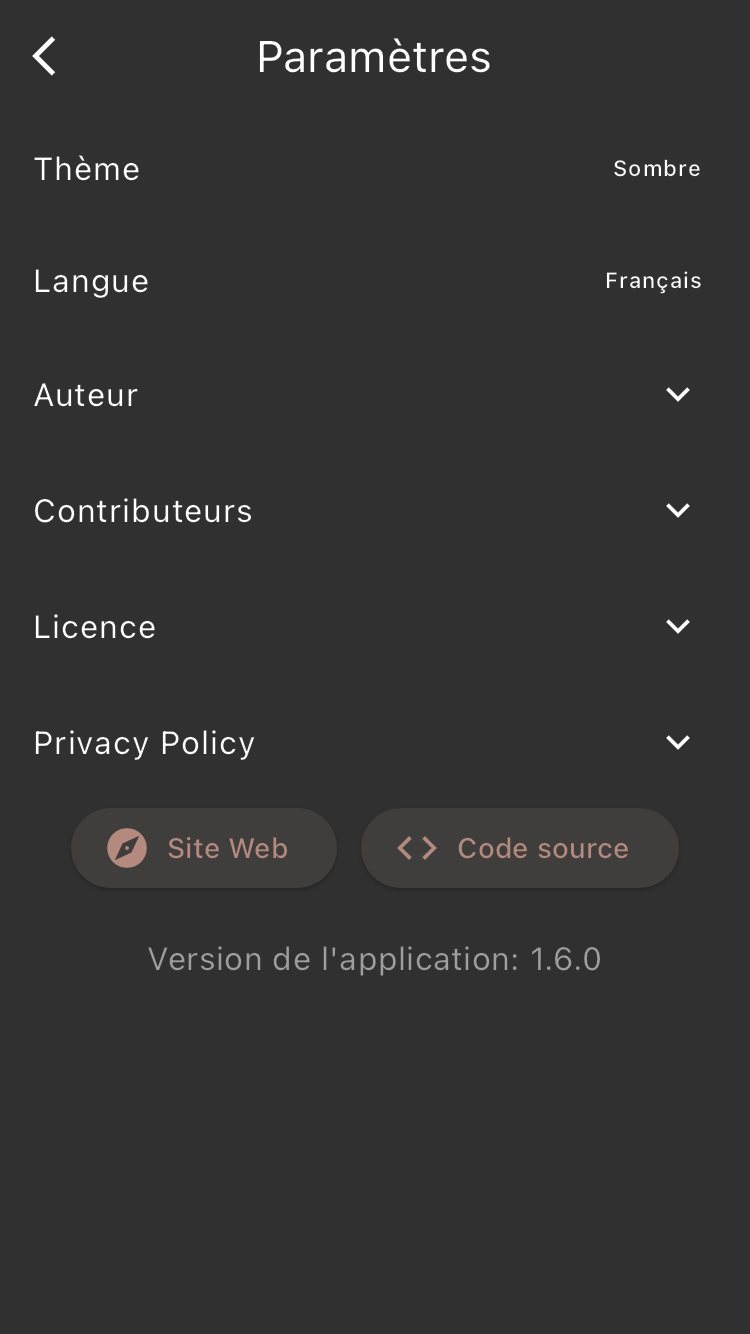 Paramètres
Thème Sombre
Langue Français
Auteur
Contributeurs
Licence
Privacy Policy
Site Web Code source
Version de l'application: 1.6.0